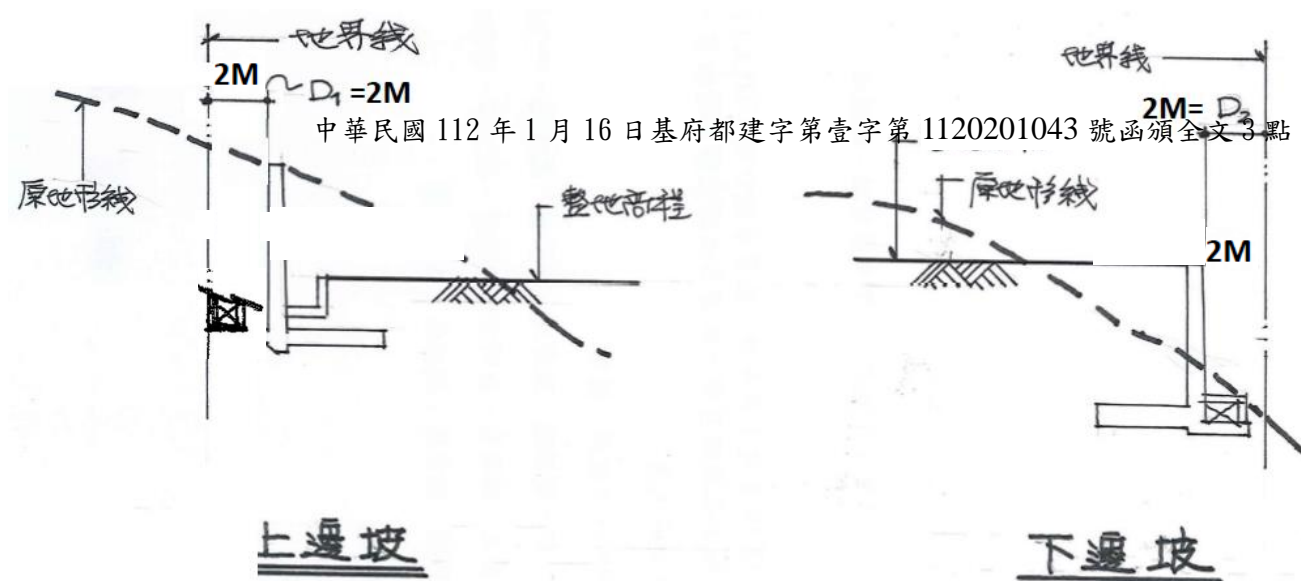 地界線
2M
D1 =2M
原地形線
整地高程
上邊坡
中華民國 112 年 1 月 16 日基府都建字第壹字第 1120201043 號函頒全文 3 點
地界線
2M= D2
原地形線
2M
下邊坡